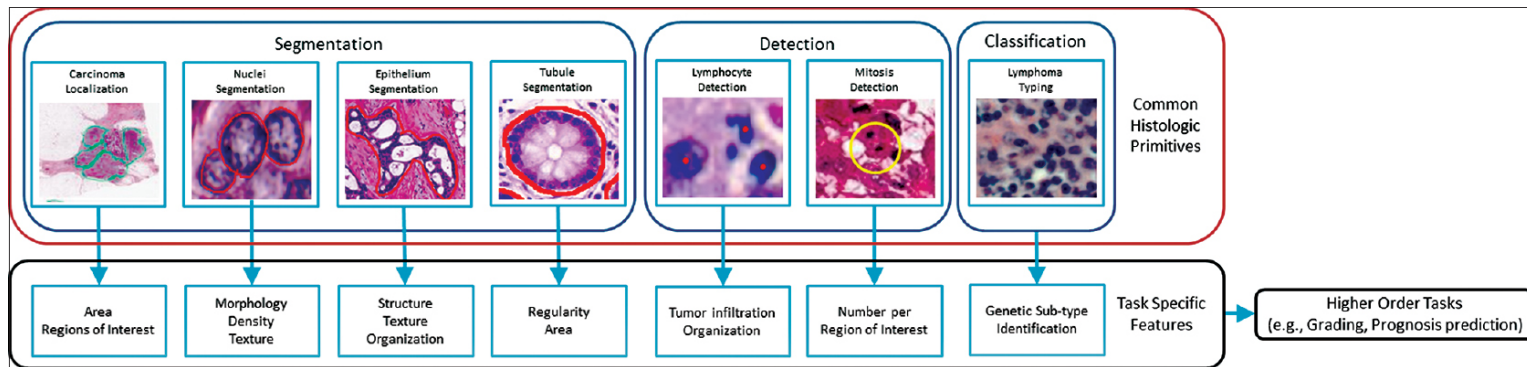 Segmentation
Detection
Classification
Carcinoma
Localization
Nuclei
Segmentation
Epithelium
Segmentation
Tubule
Segmentation
Lymphocyte
Detection
Mitosis
Detection
Lymphoma
Typing
Common
Histologic
Primitives
Area
Regions of Interest
Morphology
Density
Texture
Structure
Texture
Organization
Regularity
Area
Tumor infiltration
Organization
Number per
Region of Interest
Genetic Sub-type
Identification
Task Specific
Features
Higher Order Tasks
(e.g., Grading, Prognosis prediction)